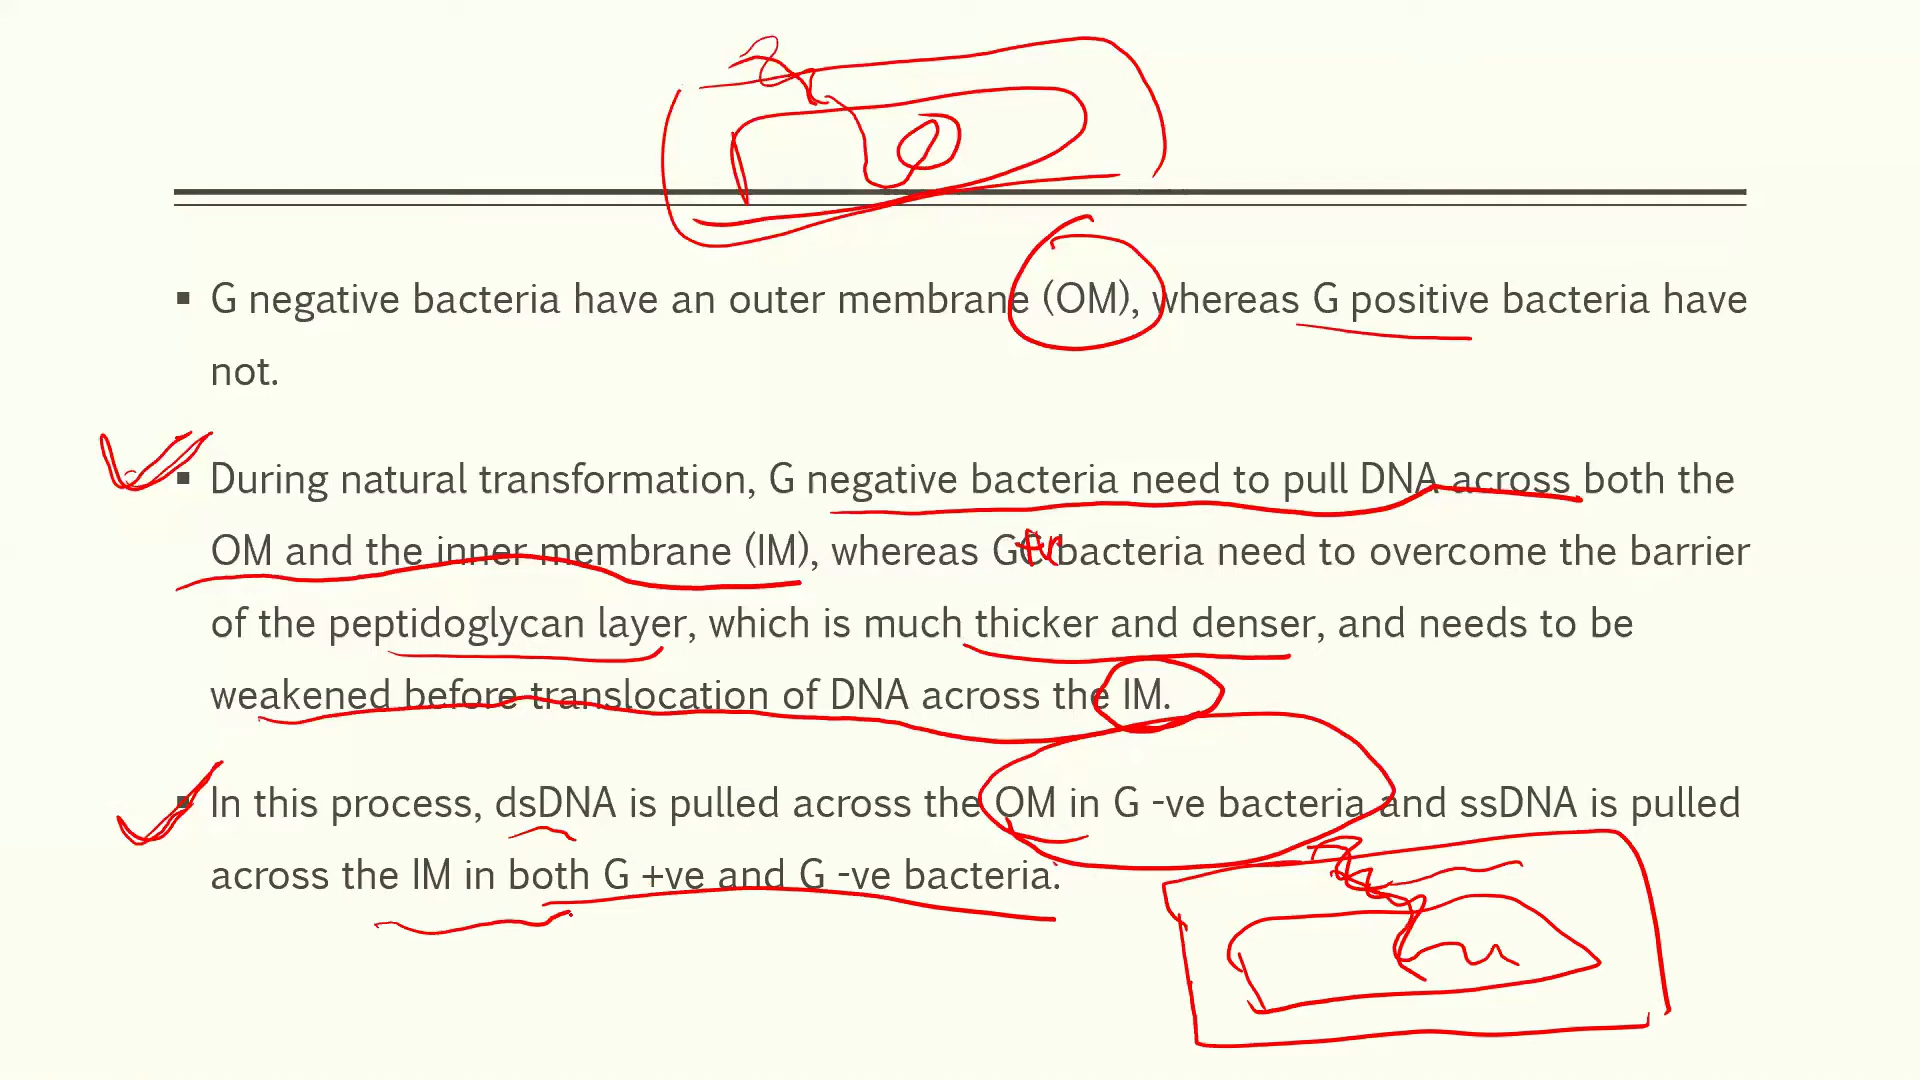 ▪ G negative bacteria have an outer membrane (OM), whereas G positive bacteria have
not.
▪ During natural transformation, G negative bacteria need to pull DNA across both the
OM and the inner membrane (IM), whereas G bacteria need to overcome the barrier
of the peptidoglycan layer, which is much thicker and denser, and needs to be
weakened before translocation of DNA across the IM.
▪ In this process, dsDNA is pulled across the OM in G -ve bacteria and ssDNA is pulled
across the IM in both G +ve and G -ve bacteria.